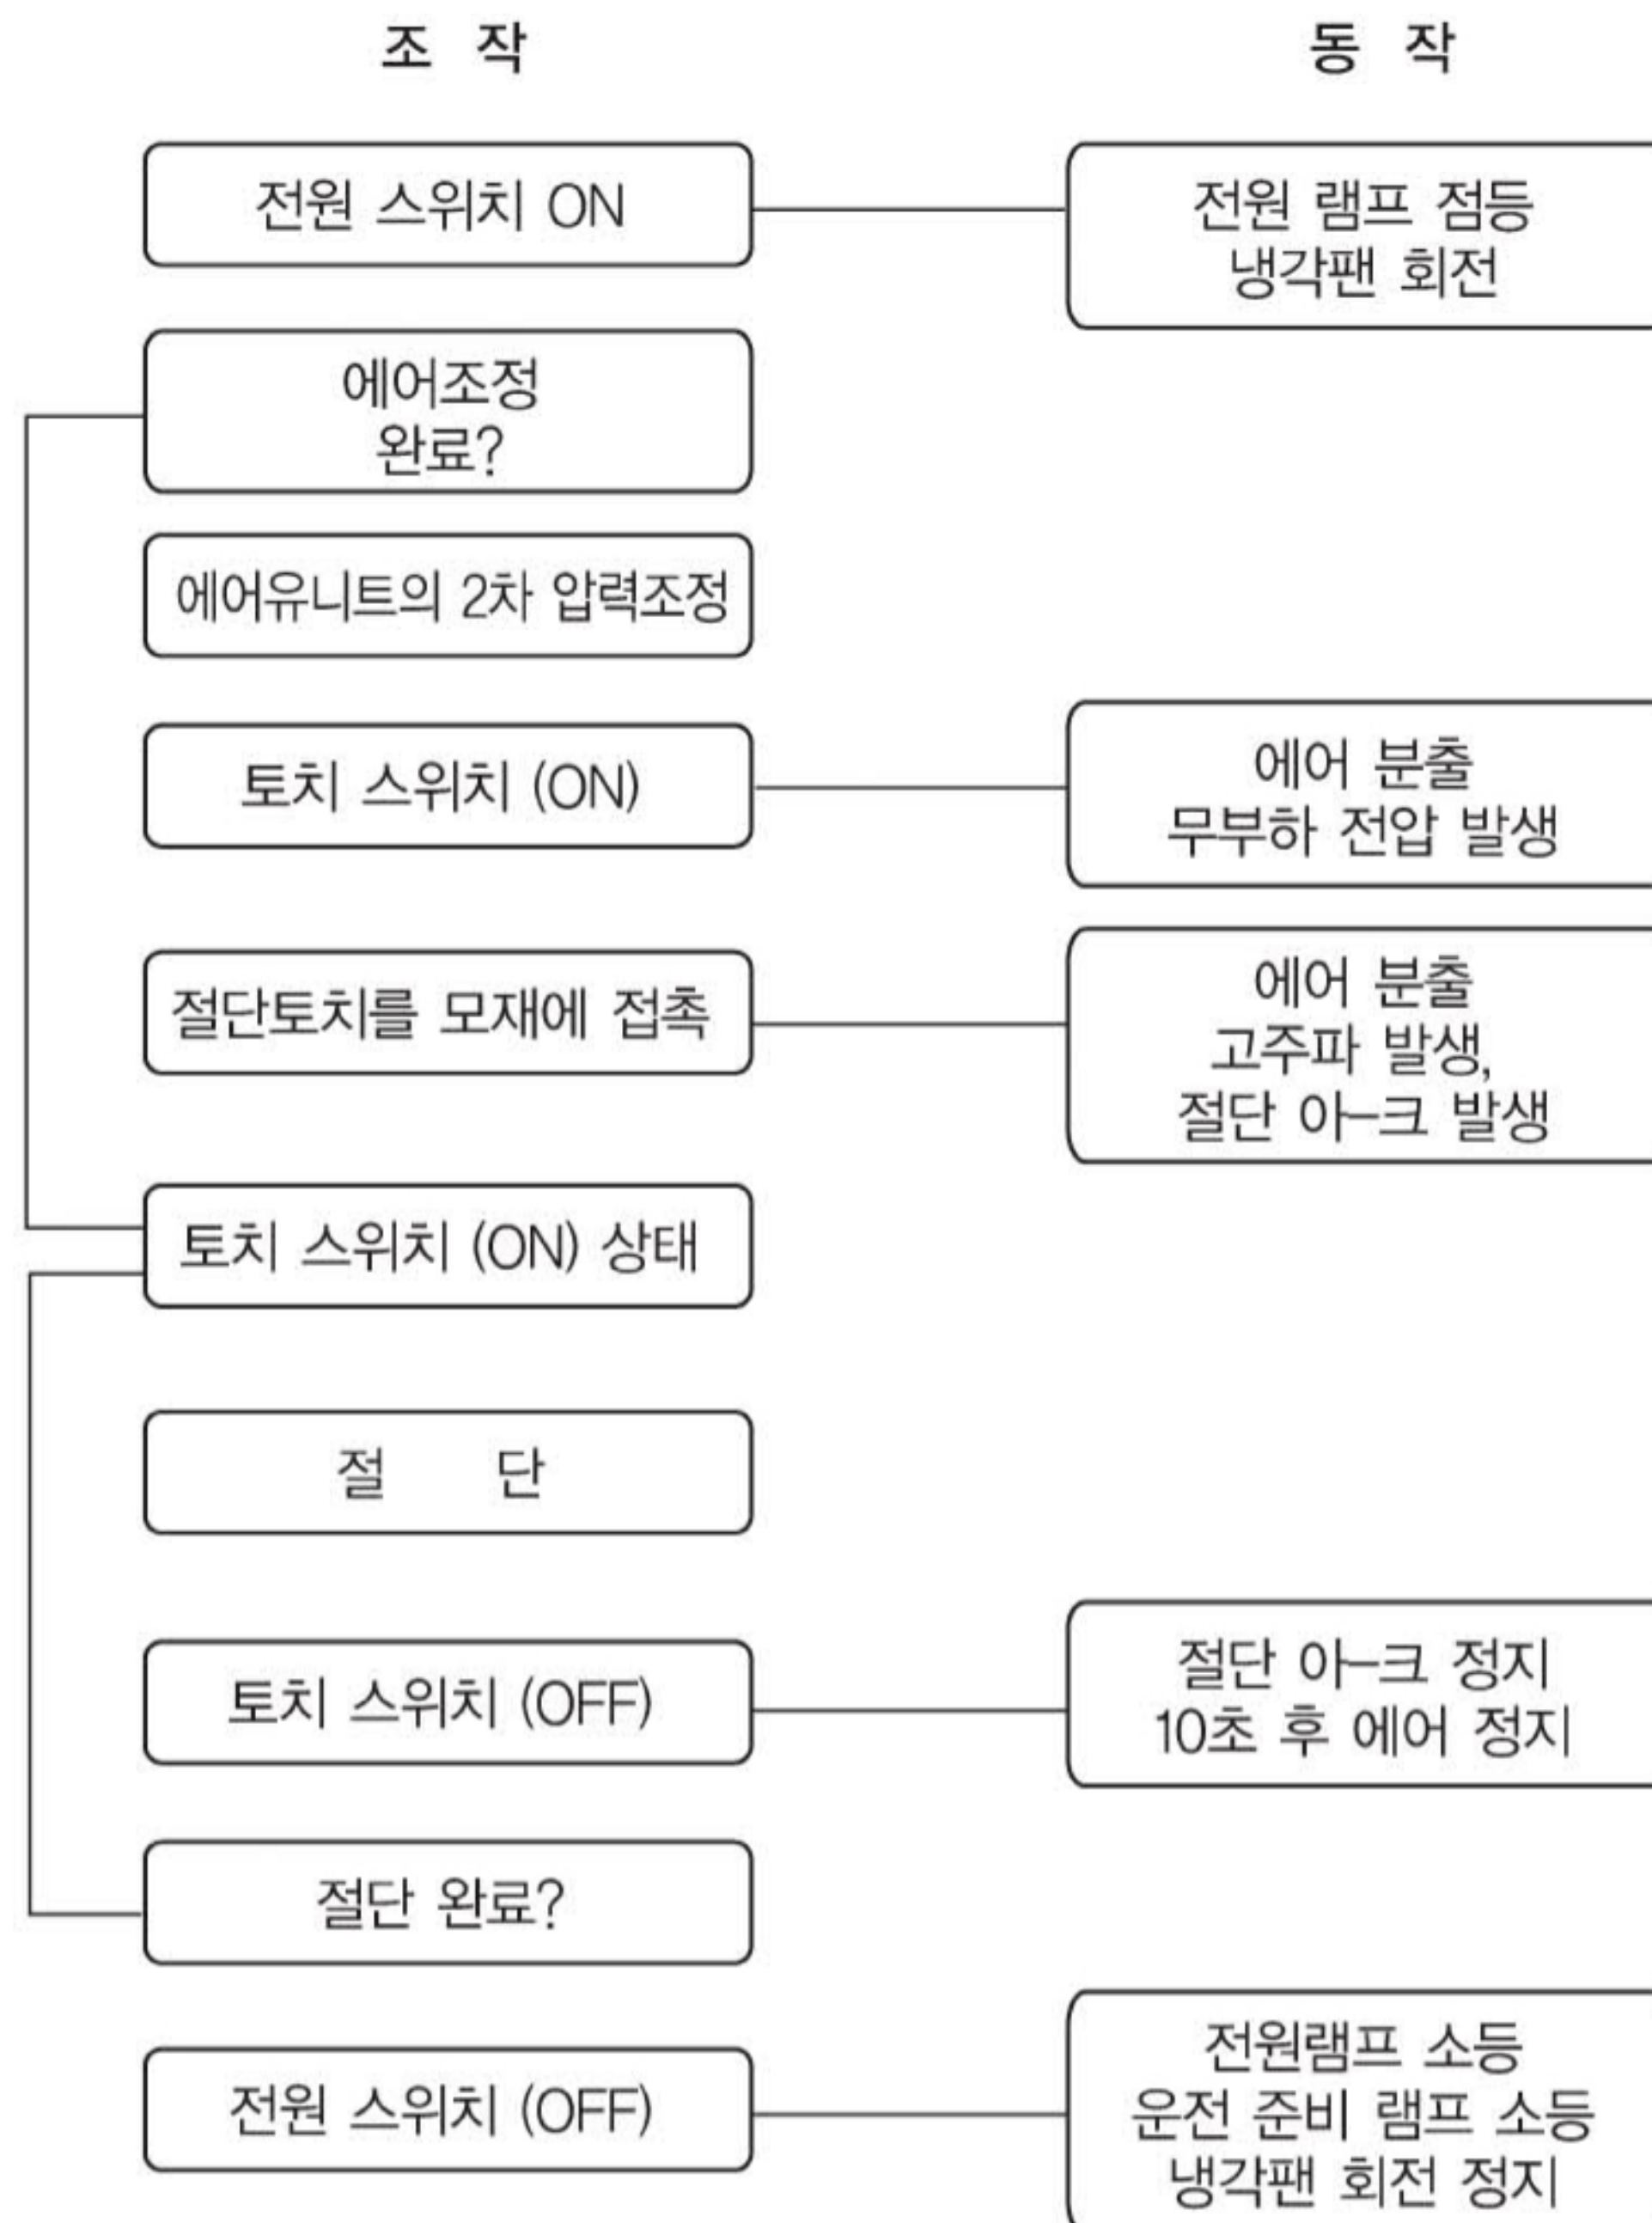 조 작
동 작
전원 스위치 ON
전원 램프 점등
냉각팬 회전
에어조정
완료?
에어유니트의 2차 압력조정
토치 스위치 (ON)
에어 분출
무부하 전압 발생
절단토치를 모재에 접촉
에어 분출
고주파 발생,
절단 아-크 발생
토치 스위치 (ON) 상태
절 단
토치 스위치 (OFF)
절단 아-크 정지
10초 후 에어 정지
절단 완료?
전원 스위치 (OFF)
전원램프 소등
운전 준비 램프 소등
냉각팬 회전 정지